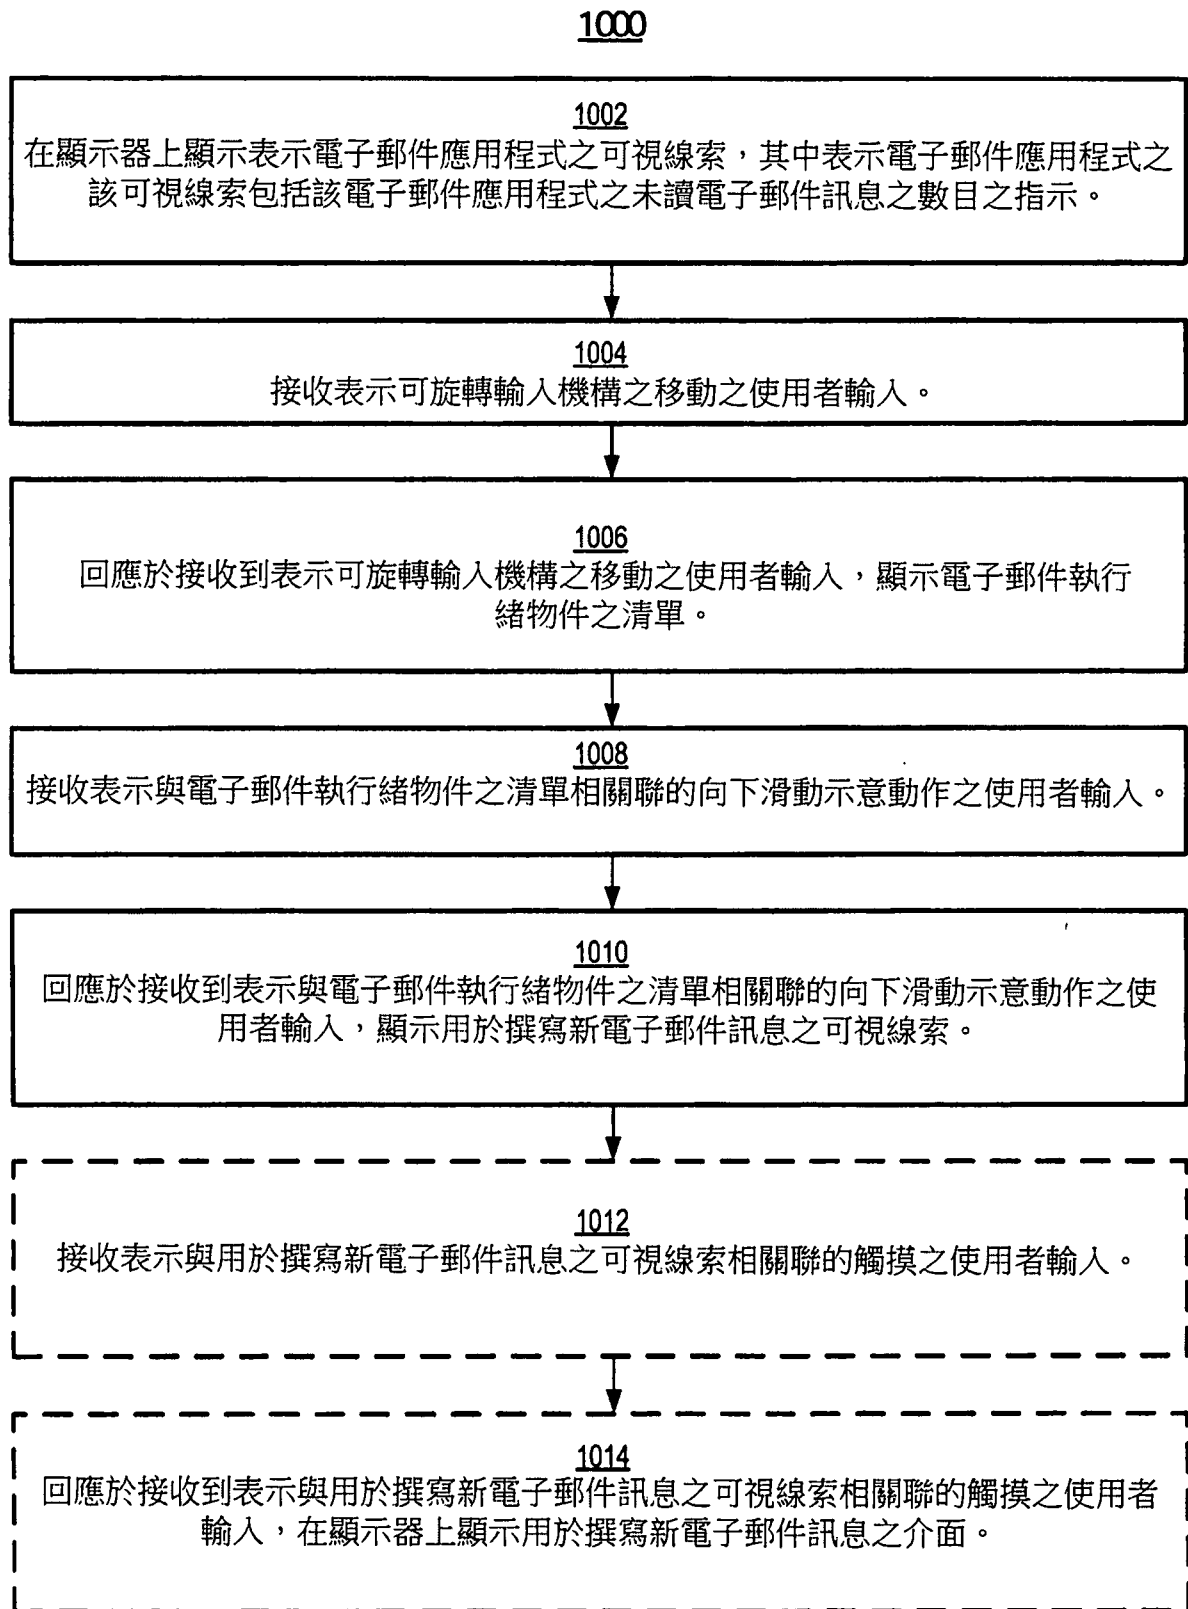 1000
1002
在顯示器上顯示表示電子郵件應用程式之可視線索，其中表示電子郵件應用程式之
該可視線索包括該電子郵件應用程式之未讀電子郵件訊息之數目之指示。
1004
接收表示可旋轉輸入機構之移動之使用者輸入。
1006
回應於接收到表示可旋轉輸入機構之移動之使用者輸入，顯示電子郵件執行
緒物件之清單。
1008
接收表示與電子郵件執行緒物件之清單相關聯的向下滑動示意動作之使用者輸入。
1010
回應於接收到表示與電子郵件執行緒物件之清單相關聯的向下滑動示意動作之使
用者輸入，顯示用於撰寫新電子郵件訊息之可視線索。
1012
接收表示與用於撰寫新電子郵件訊息之可視線索相關聯的觸摸之使用者輸入。
1014
回應於接收到表示與用於撰寫新電子郵件訊息之可視線索相關聯的觸摸之使用者
輸入，在顯示器上顯示用於撰寫新電子郵件訊息之介面。